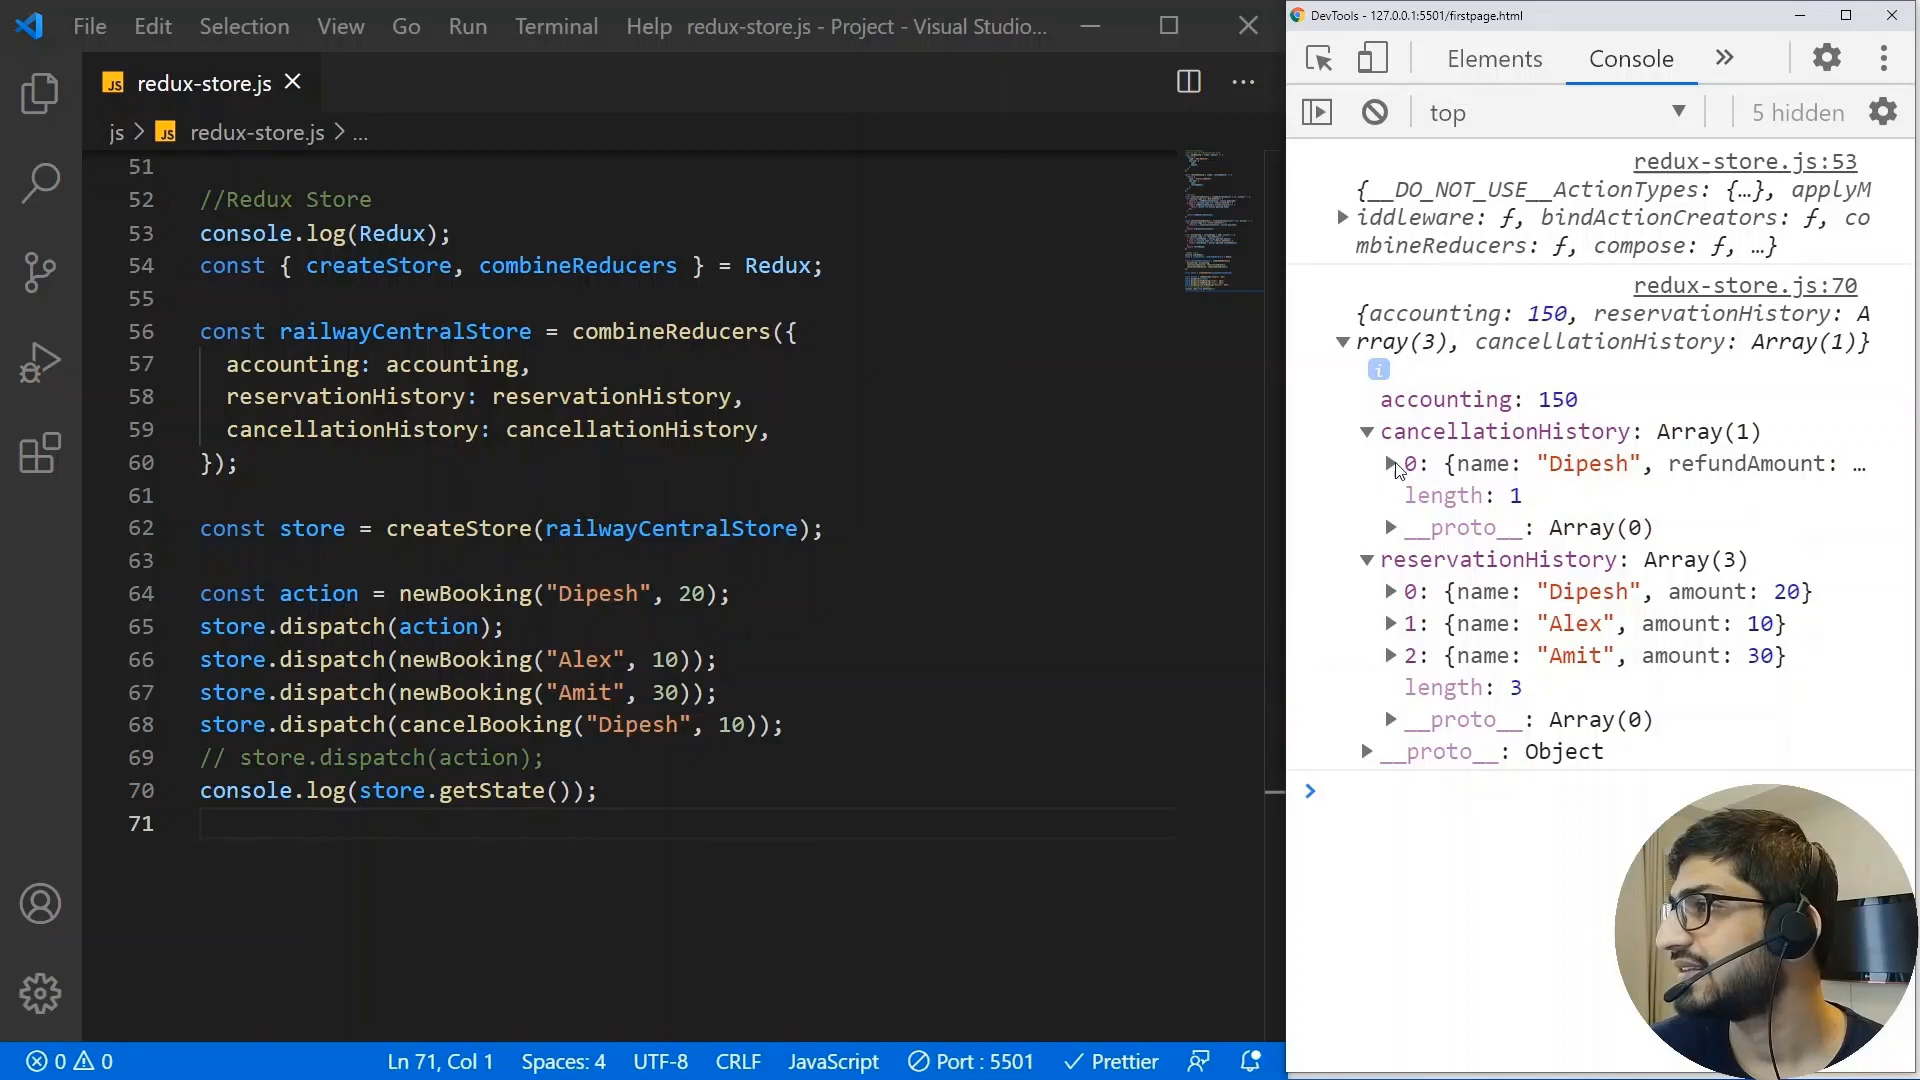 File Edit Selection View Go Run Terminal Help redux-store.js - Project - Visual Studio...
JS redux-store.js
js > JS redux-store.js > ...
51
52 //Redux Store
53 console.log(Redux);
54 const { createStore, combineReducers } = Redux;
55
56 const railwayCentralStore = combineReducers({
57 accounting: accounting,
58 reservationHistory: reservationHistory,
59 cancellationHistory: cancellationHistory,
60 });
61
62 const store = createStore(railwayCentralStore);
63
64 const action = newBooking("Dipesh", 20);
65 store.dispatch(action);
66 store.dispatch(newBooking("Alex", 10));
67 store.dispatch(newBooking("Amit", 30));
68 store.dispatch(cancelBooking("Dipesh", 10));
69 // store.dispatch(action);
70 console.log(store.getState());
71
0 0 Ln 71, Col 1 Spaces: 4 UTF-8 CRLF JavaScript Port : 5501 Prettier
DevTools - 127.0.0.1:5501/firstpage.html
Elements Console »
top 5 hidden
redux-store.js:53
{__DO_NOT_USE__ActionTypes: {…}, applyM
iddleware: ƒ, bindActionCreators: ƒ, co
mbineReducers: ƒ, compose: ƒ, …}
redux-store.js:70
{accounting: 150, reservationHistory: A
rray(3), cancellationHistory: Array(1)}
i
accounting: 150
cancellationHistory: Array(1)
0: {name: "Dipesh", refundAmount: …
length: 1
__proto__: Array(0)
reservationHistory: Array(3)
0: {name: "Dipesh", amount: 20}
1: {name: "Alex", amount: 10}
2: {name: "Amit", amount: 30}
length: 3
__proto__: Array(0)
__proto__: Object
>